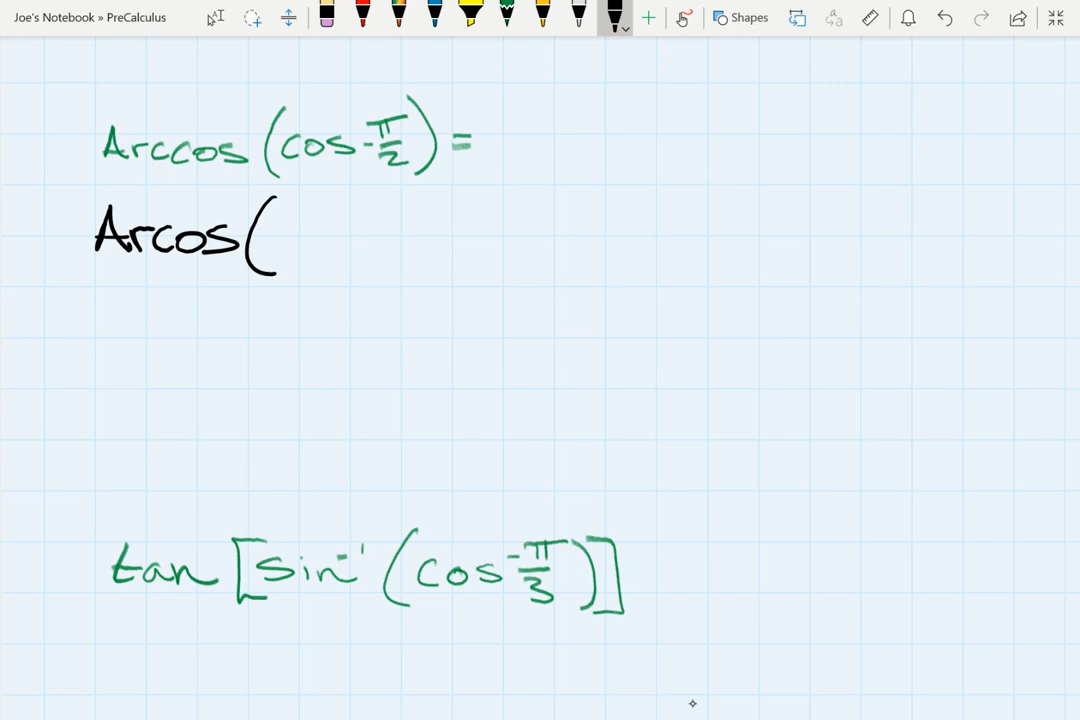 Joe's Notebook » PreCalculus
Shapes
Arccos (cos -π/2) =
Arcos(
tan [sin⁻¹ (cos -π/3)]